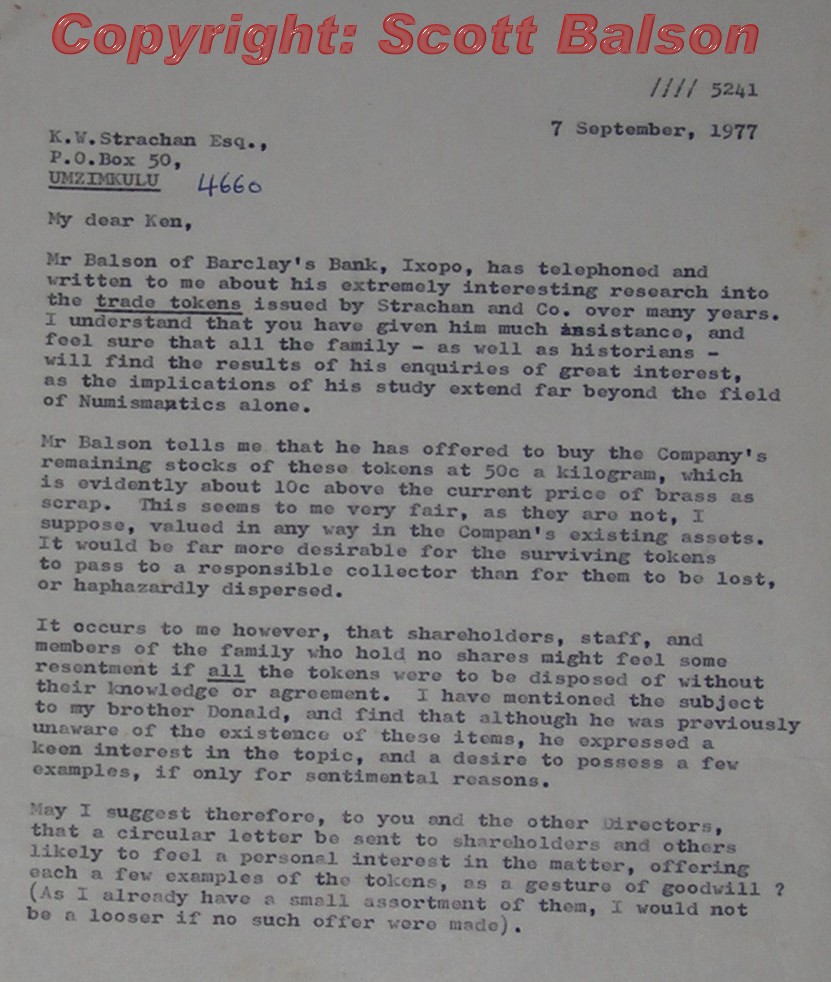 Copyright: Scott Balson
//// 5241
7 September, 1977
K.W.Strachan Esq.,
P.O.Box 50,
UMZIMKULU 4660
My dear Ken,
Mr Balson of Barclay's Bank, Ixopo, has telephoned and
written to me about his extremely interesting research into
the trade tokens issued by Strachan and Co. over many years.
I understand that you have given him much ansistance, and
feel sure that all the family - as well as historians -
will find the results of his enquiries of great interest,
as the implications of his study extend far beyond the field
of Numismatics alone.
Mr Balson tells me that he has offered to buy the Company's
remaining stocks of these tokens at 50c a kilogram, which
is evidently about 10c above the current price of brass as
scrap. This seems to me very fair, as they are not, I
suppose, valued in any way in the Compan's existing assets.
It would be far more desirable for the surviving tokens
to pass to a responsible collector than for them to be lost,
or haphazardly dispersed.
It occurs to me however, that shareholders, staff, and
members of the family who hold no shares might feel some
resentment if all the tokens were to be disposed of without
their knowledge or agreement. I have mentioned the subject
to my brother Donald, and find that although he was previously
unaware of the existence of these items, he expressed a
keen interest in the topic, and a desire to possess a few
examples, if only for sentimental reasons.
May I suggest therefore, to you and the other Directors,
that a circular letter be sent to shareholders and others
likely to feel a personal interest in the matter, offering
each a few examples of the tokens, as a gesture of goodwill ?
(As I already have a small assortment of them, I would not
be a looser if no such offer were made).